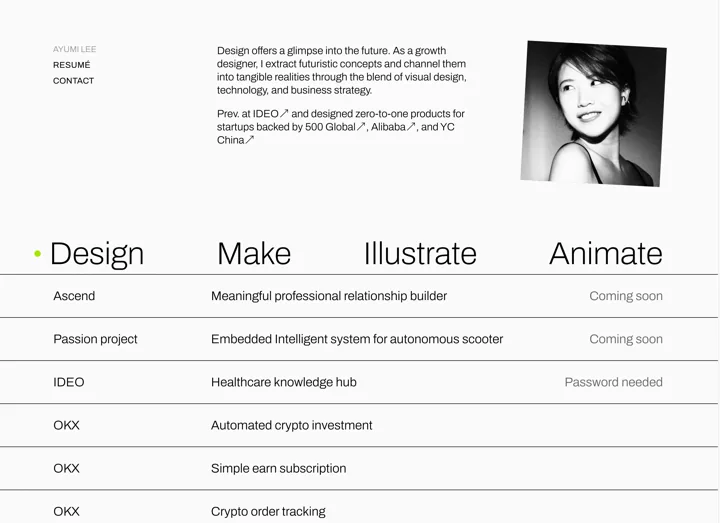 AYUMI LEE
RESUMÉ
CONTACT
Design offers a glimpse into the future. As a growth
designer, I extract futuristic concepts and channel them
into tangible realities through the blend of visual design,
technology, and business strategy.
Prev. at IDEO↗ and designed zero-to-one products for
startups backed by 500 Global↗, Alibaba↗, and YC
China↗
Design Make Illustrate Animate
Ascend Meaningful professional relationship builder Coming soon
Passion project Embedded Intelligent system for autonomous scooter Coming soon
IDEO Healthcare knowledge hub Password needed
OKX Automated crypto investment
OKX Simple earn subscription
OKX Crypto order tracking